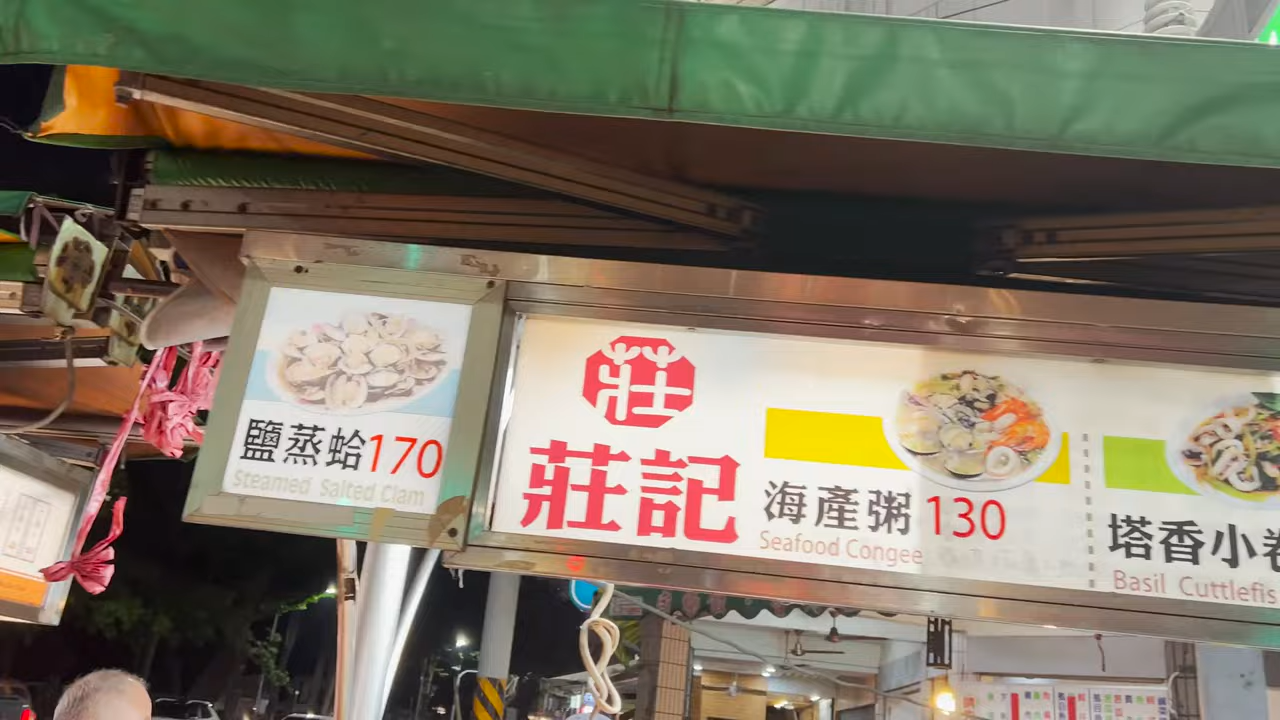 鹽蒸蛤170
Steamed Salted Clam
莊
莊記
海產粥 130
Seafood Congee
塔香小卷
Basil Cuttlefis